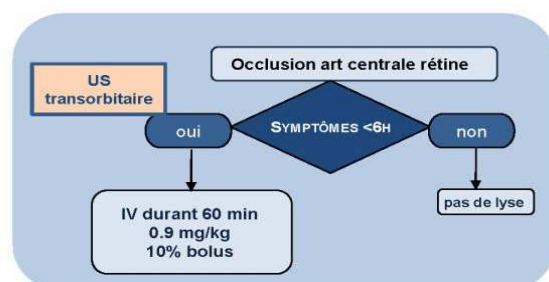 Occlusion art centrale rétine
US
transorbitaire
oui
SYMPTÔMES <6H
non
IV durant 60 min
0.9 mg/kg
10% bolus
pas de lyse